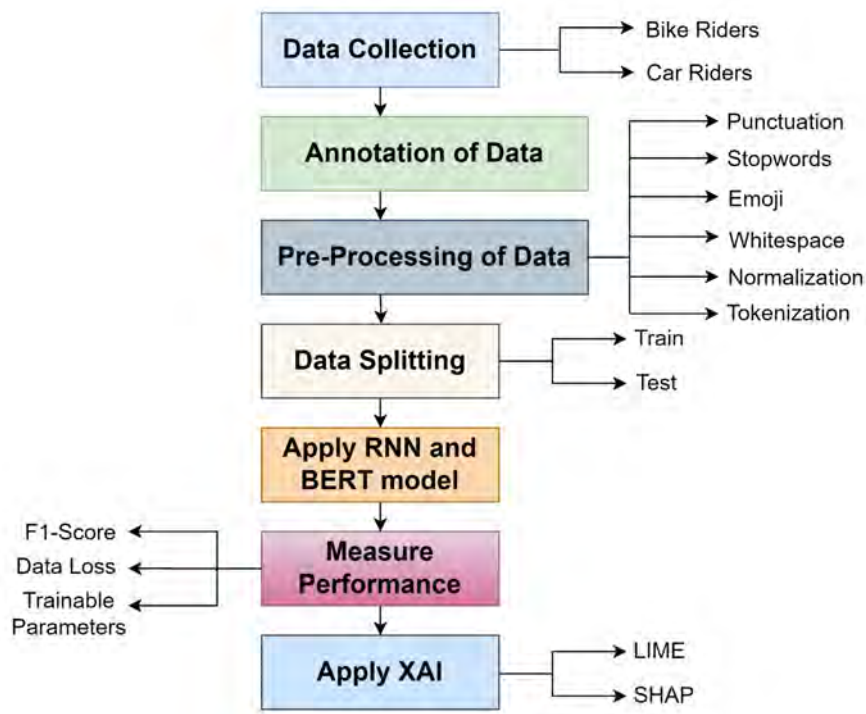 Data Collection
Bike Riders
Car Riders
Annotation of Data
Punctuation
Stopwords
Emoji
Whitespace
Normalization
Tokenization
Pre-Processing of Data
Data Splitting
Train
Test
Apply RNN and
BERT model
F1-Score
Data Loss
Trainable
Parameters
Measure
Performance
Apply XAI
LIME
SHAP